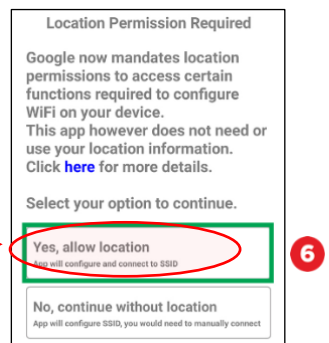 Location Permission Required
Google now mandates location
permissions to access certain
functions required to configure
WiFi on your device.
This app however does not need or
use your location information.
Click here for more details.
Select your option to continue.
Yes, allow location
App will configure and connect to SSID
6
No, continue without location
App will configure SSID, you would need to manually connect